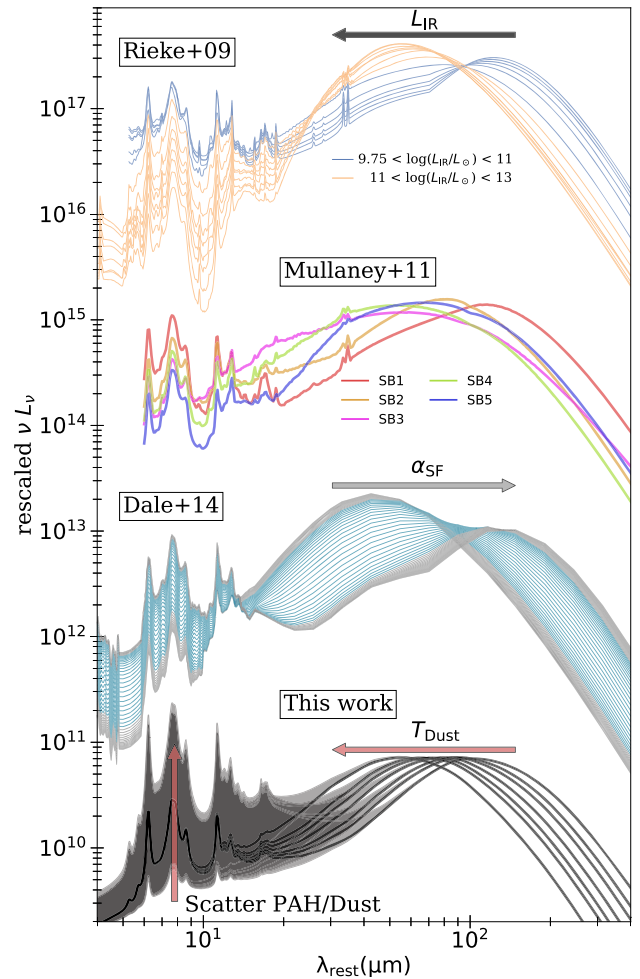 L_IR
Rieke+09
10^17
9.75 < log(L_IR/L_⊙) < 11
11 < log(L_IR/L_⊙) < 13
10^16
Mullaney+11
10^15
SB1
SB4
SB2
SB5
SB3
10^14
α_SF
Dale+14
10^13
10^12
This work
T_Dust
10^11
10^10
Scatter PAH/Dust
10^1
10^2
λ_rest(μm)
rescaled ν L_ν